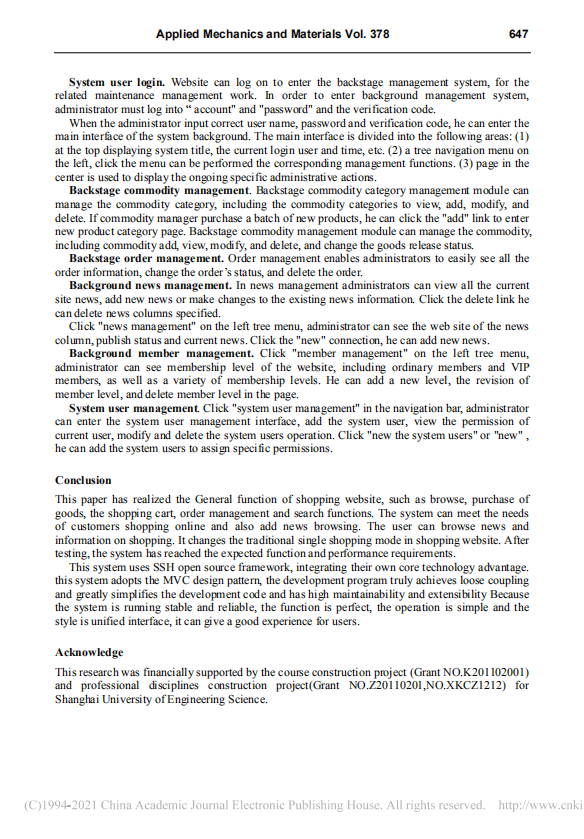 Applied Mechanics and Materials Vol. 378 647
System user login. Website can log on to enter the backstage management system, for the
related maintenance management work. In order to enter background management system,
administrator must log into “ account" and "password" and the verification code.
When the administrator input correct user name, password and verification code, he can enter the
main interface of the system background. The main interface is divided into the following areas: (1)
at the top displaying system title, the current login user and time, etc. (2) a tree navigation menu on
the left, click the menu can be performed the corresponding management functions. (3) page in the
center is used to display the ongoing specific administrative actions.
Backstage commodity management. Backstage commodity category management module can
manage the commodity category, including the commodity categories to view, add, modify, and
delete. If commodity manager purchase a batch of new products, he can click the "add" link to enter
new product category page. Backstage commodity management module can manage the commodity,
including commodity add, view, modify, and delete, and change the goods release status.
Backstage order management. Order management enables administrators to easily see all the
order information, change the order’s status, and delete the order.
Background news management. In news management administrators can view all the current
site news, add new news or make changes to the existing news information. Click the delete link he
can delete news columns specified.
Click "news management" on the left tree menu, administrator can see the web site of the news
column, publish status and current news. Click the "new" connection, he can add new news.
Background member management. Click "member management" on the left tree menu,
administrator can see membership level of the website, including ordinary members and VIP
members, as well as a variety of membership levels. He can add a new level, the revision of
member level, and delete member level in the page.
System user management. Click "system user management" in the navigation bar, administrator
can enter the system user management interface, add the system user, view the permission of
current user, modify and delete the system users operation. Click "new the system users" or "new" ,
he can add the system users to assign specific permissions.
Conclusion
This paper has realized the General function of shopping website, such as browse, purchase of
goods, the shopping cart, order management and search functions. The system can meet the needs
of customers shopping online and also add news browsing. The user can browse news and
information on shopping. It changes the traditional single shopping mode in shopping website. After
testing, the system has reached the expected function and performance requirements.
This system uses SSH open source framework, integrating their own core technology advantage.
this system adopts the MVC design pattern, the development program truly achieves loose coupling
and greatly simplifies the development code and has high maintainability and extensibility Because
the system is running stable and reliable, the function is perfect, the operation is simple and the
style is unified interface, it can give a good experience for users.
Acknowledge
This research was financially supported by the course construction project (Grant NO.K201102001)
and professional disciplines construction project(Grant NO.Z20110201,NO.XKCZ1212) for
Shanghai University of Engineering Science.
(C)1994-2021 China Academic Journal Electronic Publishing House. All rights reserved. http://www.cnki